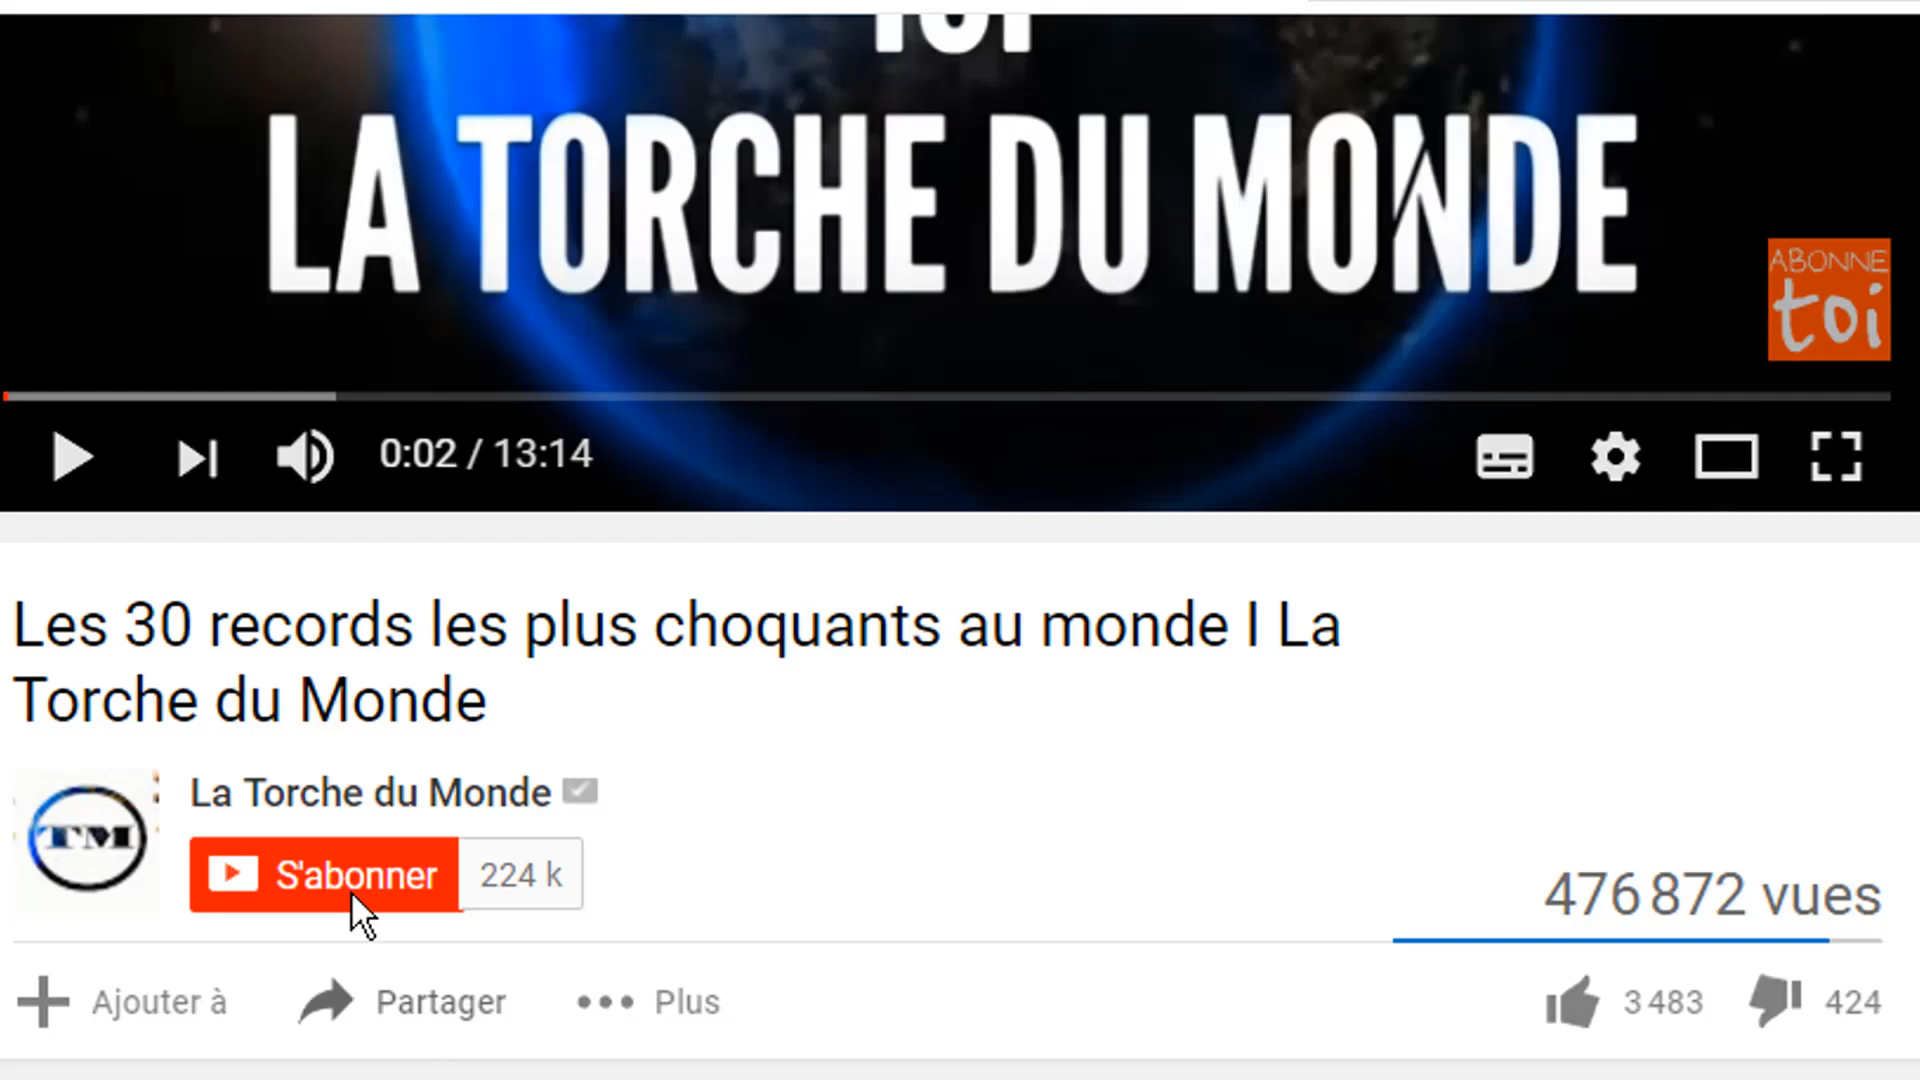 LA TORCHE DU MONDE
ABONNE
toi
0:02 / 13:14
Les 30 records les plus choquants au monde I La
Torche du Monde
TM
La Torche du Monde
S'abonner 224 k
476 872 vues
Ajouter à Partager Plus 3 483 424